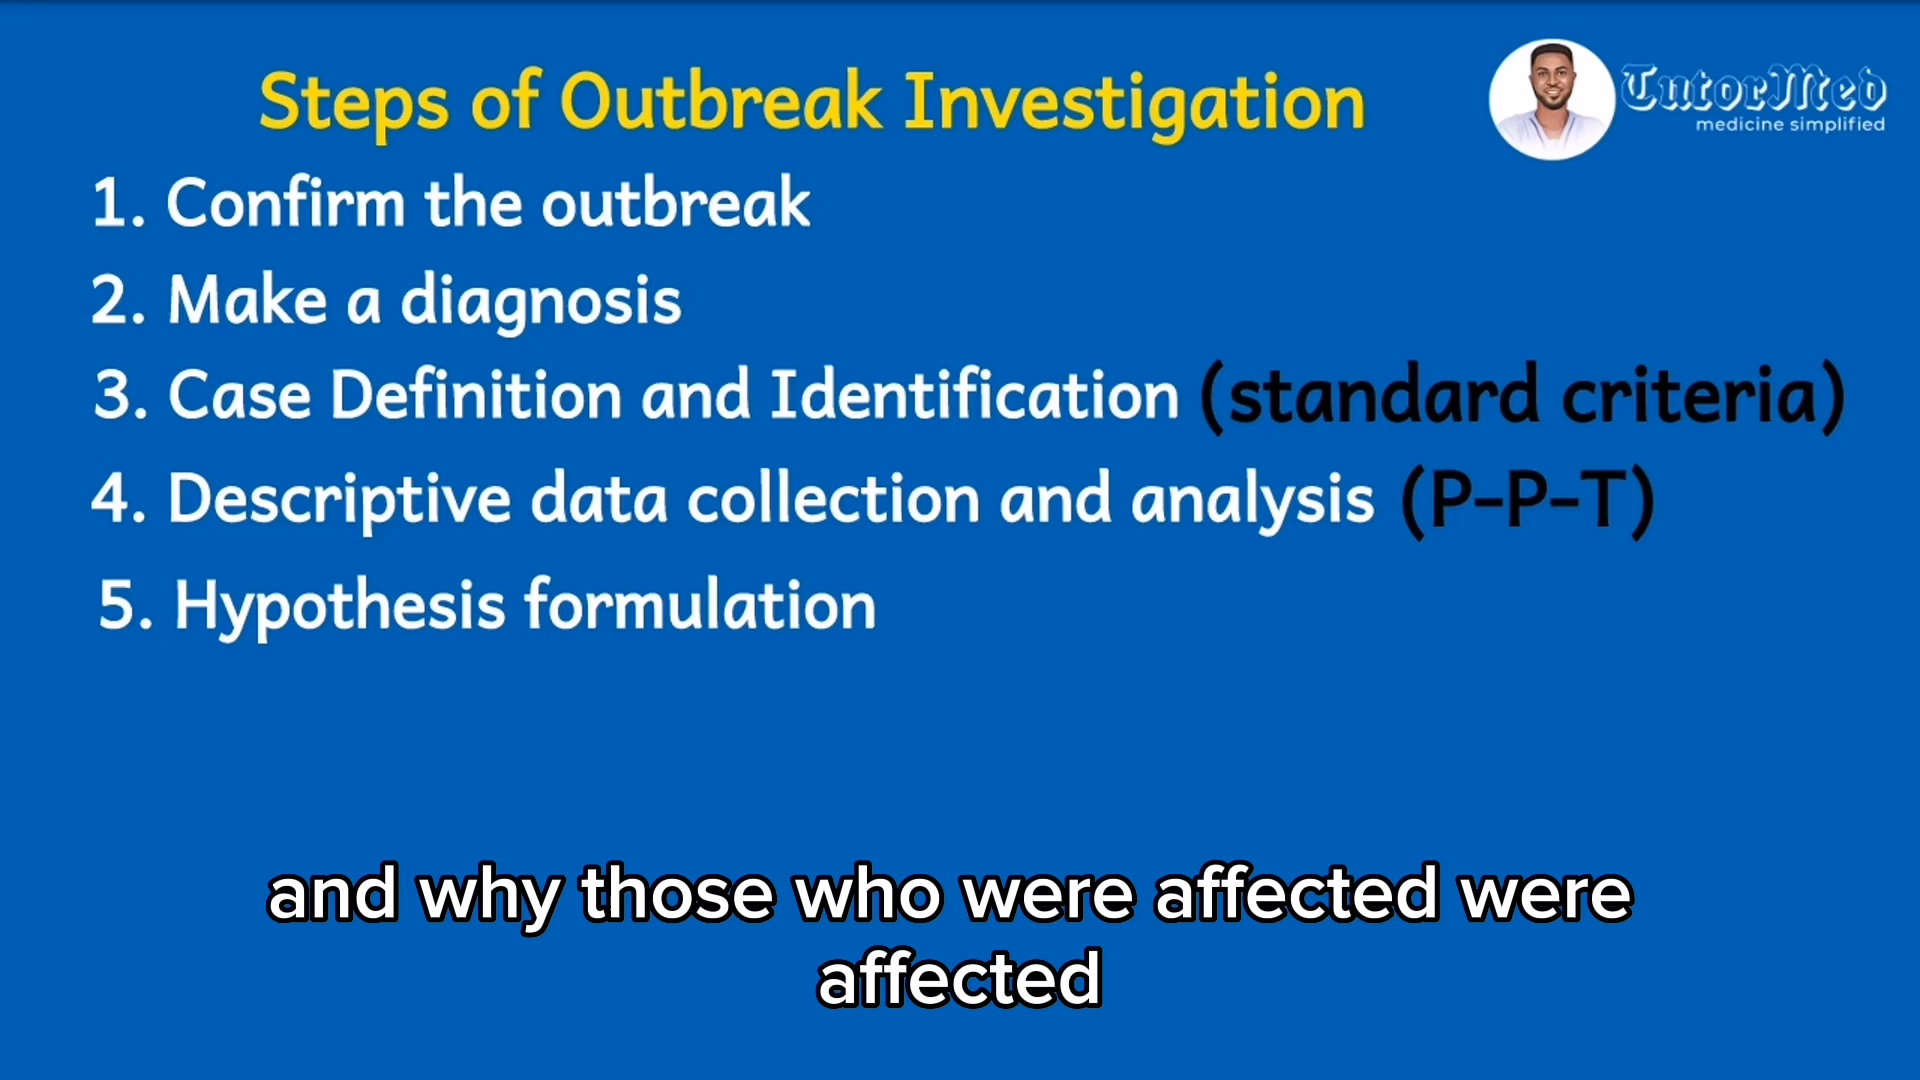 Steps of Outbreak Investigation
TutorMed
medicine simplified
1. Confirm the outbreak
2. Make a diagnosis
3. Case Definition and Identification (standard criteria)
4. Descriptive data collection and analysis (P-P-T)
5. Hypothesis formulation
and why those who were affected were
affected